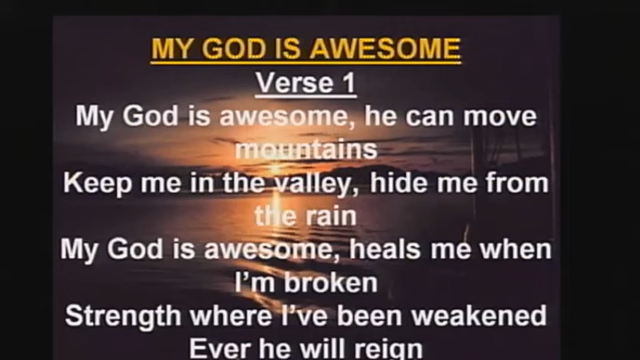 MY GOD IS AWESOME
Verse 1
My God is awesome, he can move
mountains
Keep me in the valley, hide me from
the rain
My God is awesome, heals me when
I'm broken
Strength where I've been weakened
Ever he will reign